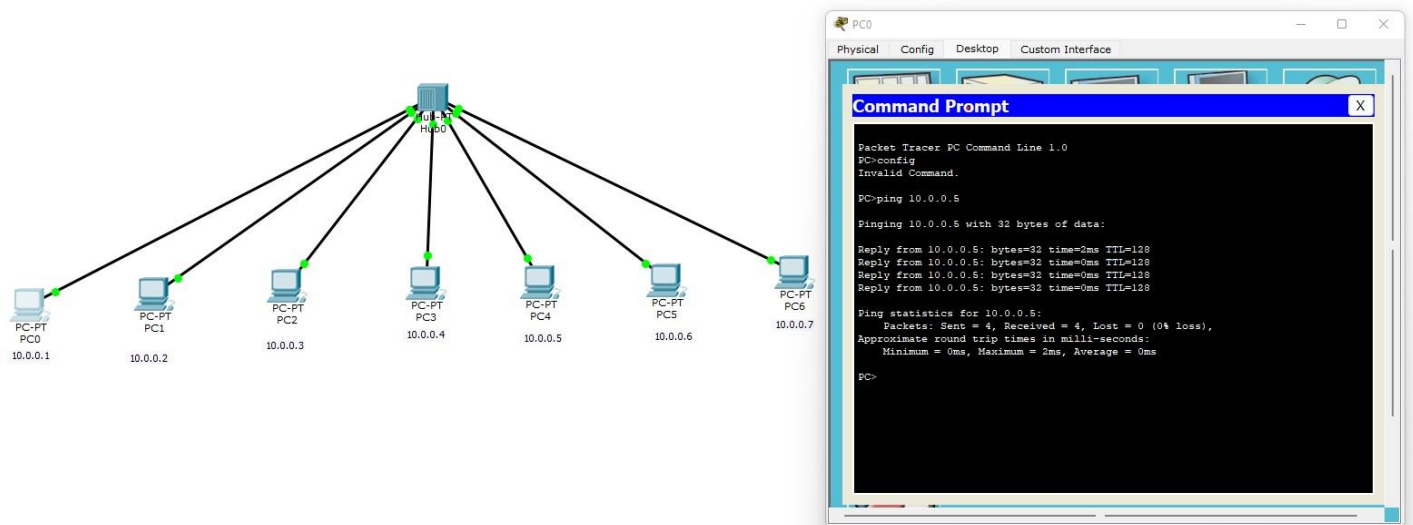 Hub-PT
Hub0
PC-PT
PC0
10.0.0.1
PC-PT
PC1
10.0.0.2
PC-PT
PC2
10.0.0.3
PC-PT
PC3
10.0.0.4
PC-PT
PC4
10.0.0.5
PC-PT
PC5
10.0.0.6
PC-PT
PC6
10.0.0.7
PC0
Physical Config Desktop Custom Interface
Command Prompt X
Packet Tracer PC Command Line 1.0
PC>config
Invalid Command.
PC>ping 10.0.0.5
Pinging 10.0.0.5 with 32 bytes of data:
Reply from 10.0.0.5: bytes=32 time=2ms TTL=128
Reply from 10.0.0.5: bytes=32 time=0ms TTL=128
Reply from 10.0.0.5: bytes=32 time=0ms TTL=128
Reply from 10.0.0.5: bytes=32 time=0ms TTL=128
Ping statistics for 10.0.0.5:
Packets: Sent = 4, Received = 4, Lost = 0 (0% loss),
Approximate round trip times in milli-seconds:
Minimum = 0ms, Maximum = 2ms, Average = 0ms
PC>